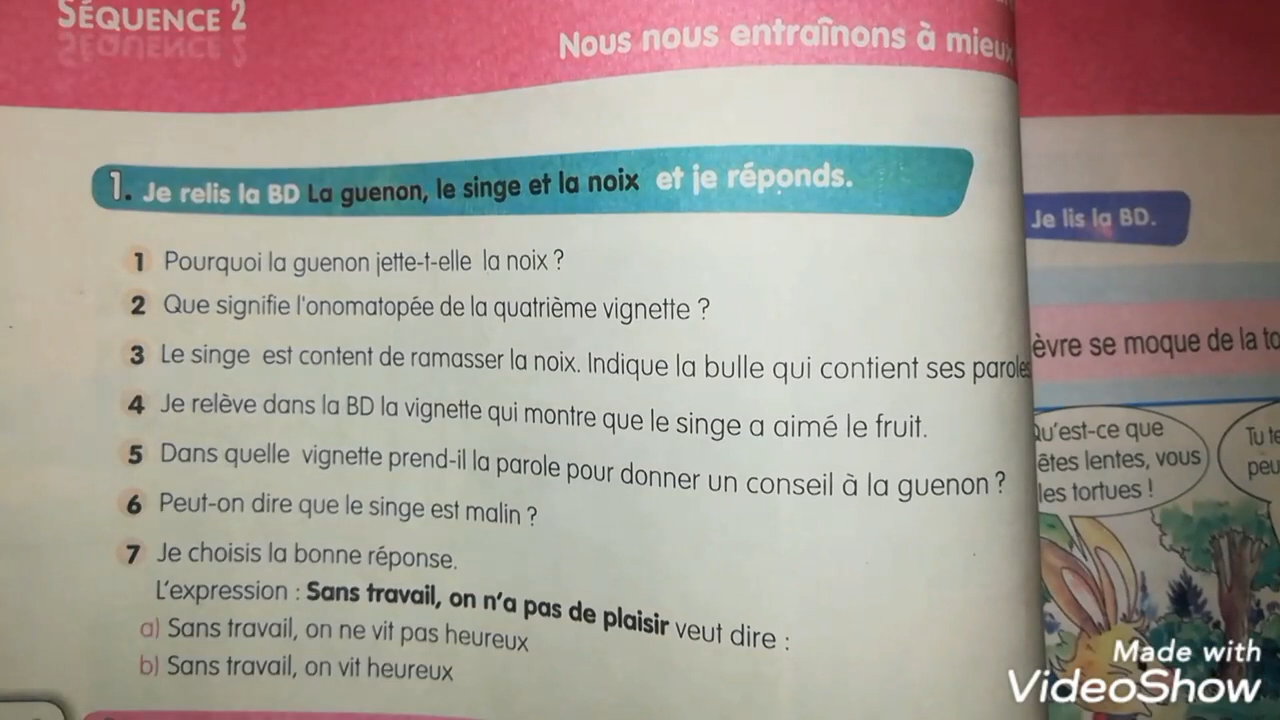 SÉQUENCE 2
Nous nous entraînons à mieux
1. Je relis la BD La guenon, le singe et la noix et je réponds.
1 Pourquoi la guenon jette-t-elle la noix ?
2 Que signifie l'onomatopée de la quatrième vignette ?
3 Le singe est content de ramasser la noix. Indique la bulle qui contient ses paroles
4 Je relève dans la BD la vignette qui montre que le singe a aimé le fruit.
5 Dans quelle vignette prend-il la parole pour donner un conseil à la guenon ?
6 Peut-on dire que le singe est malin ?
7 Je choisis la bonne réponse.
L'expression : Sans travail, on n'a pas de plaisir veut dire :
a) Sans travail, on ne vit pas heureux
b) Sans travail, on vit heureux
Je lis la BD.
èvre se moque de la to
Qu'est-ce que
êtes lentes, vous
les tortues !
Tu te
peu
Made with
VideoShow